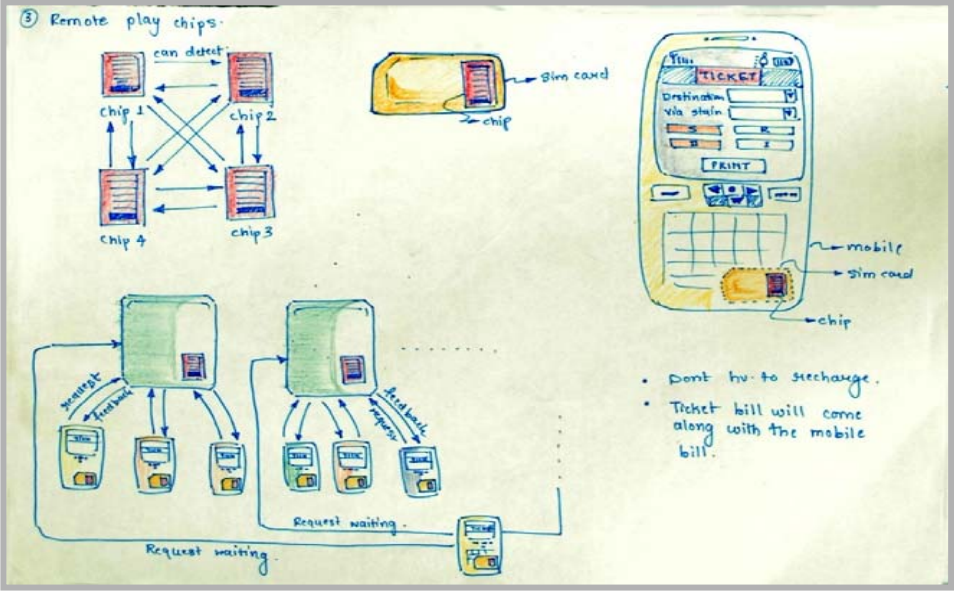 ③ Remote play chips.
can detect
chip 1
chip 2
chip 4
chip 3
sim card
chip
TICKET
Destination
via stain
S
R
I
PRINT
mobile
sim card
chip
request
feedback
feedback
request
Request waiting.
Request waiting.
• Dont hv. to recharge.
• Ticket bill will come
along with the mobile
bill.